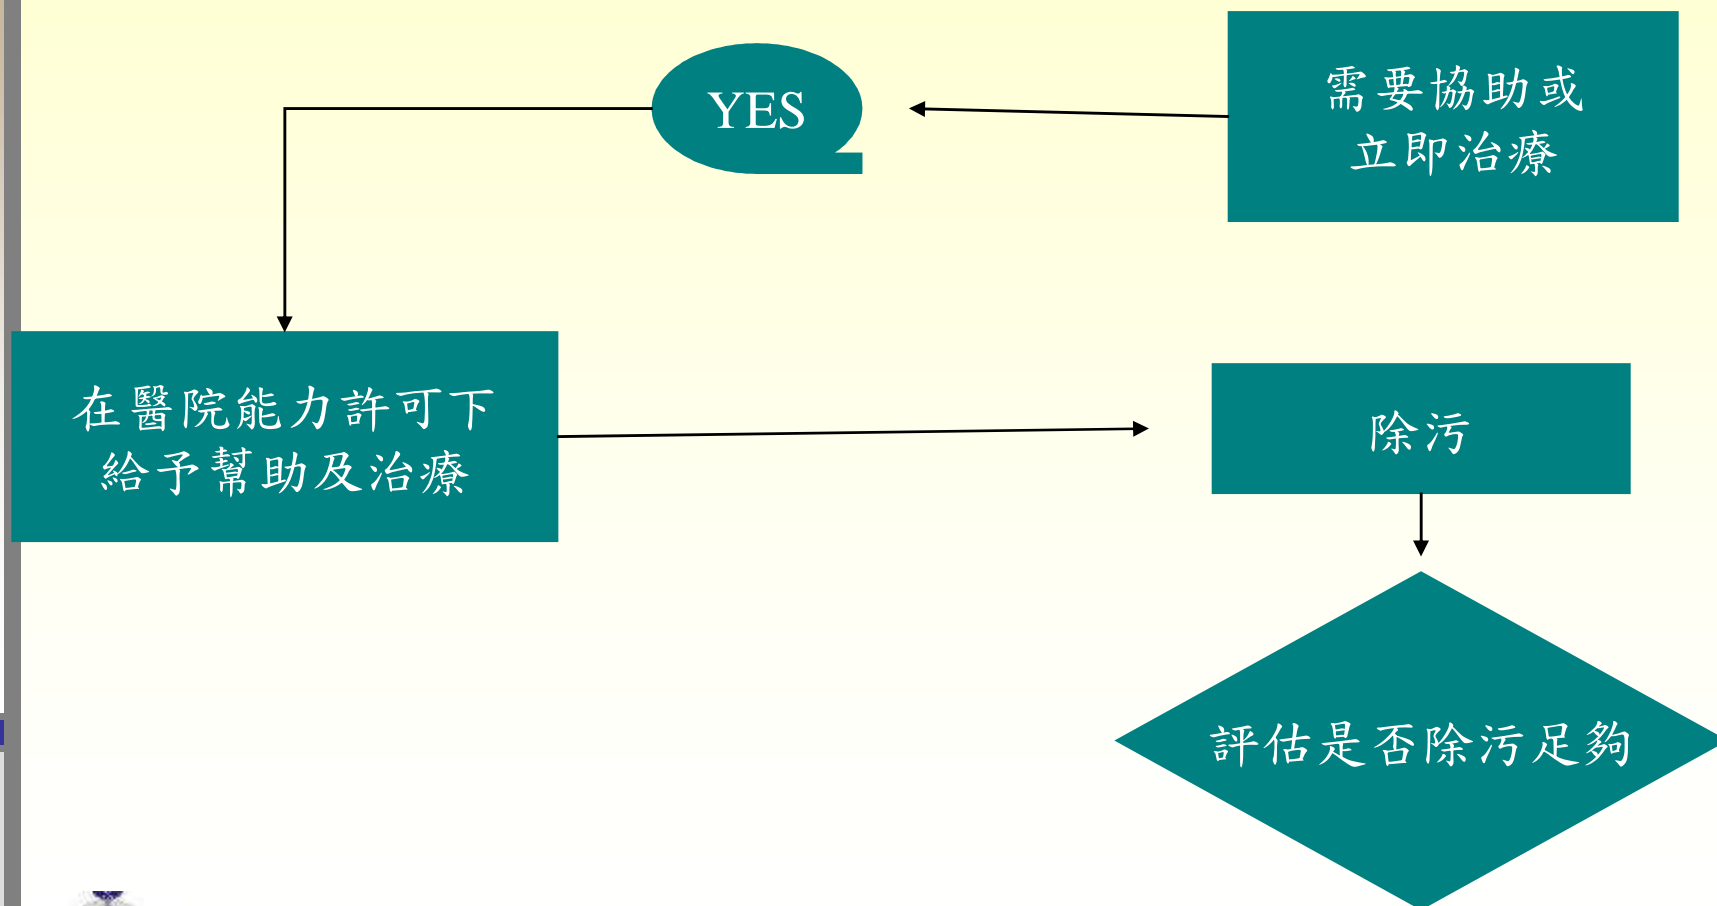 YES
需要協助或
立即治療
在醫院能力許可下
給予幫助及治療
除污
評估是否除污足夠